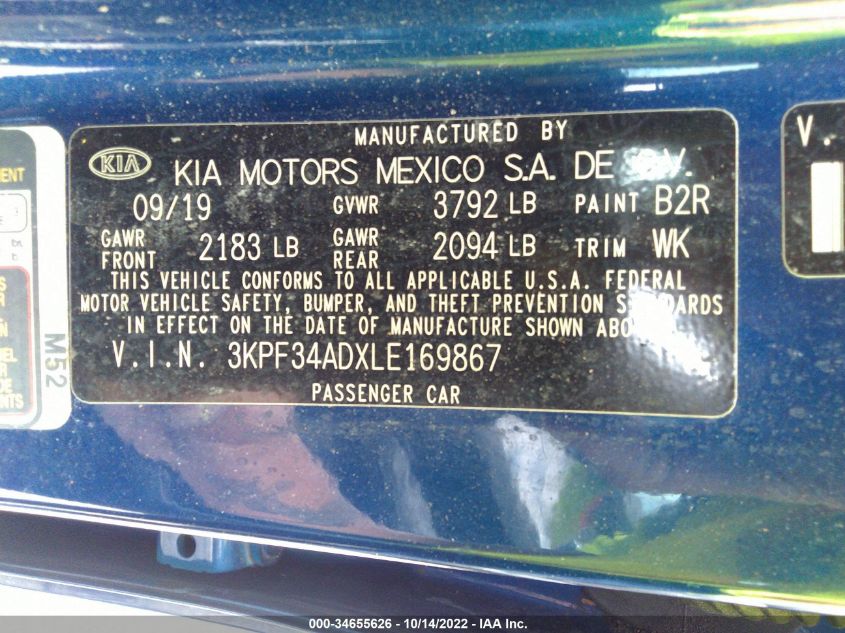 MANUFACTURED BY
KIA KIA MOTORS MEXICO S.A. DE C.V.
09/19 GVWR 3792 LB PAINT B2R
GAWR FRONT 2183 LB GAWR REAR 2094 LB TRIM WK
THIS VEHICLE CONFORMS TO ALL APPLICABLE U.S.A. FEDERAL
MOTOR VEHICLE SAFETY, BUMPER, AND THEFT PREVENTION STANDARDS
IN EFFECT ON THE DATE OF MANUFACTURE SHOWN ABOVE.
V.I.N. 3KPF34ADXLE169867
PASSENGER CAR
M52
V.
000-34655626 - 10/14/2022 - IAA Inc.